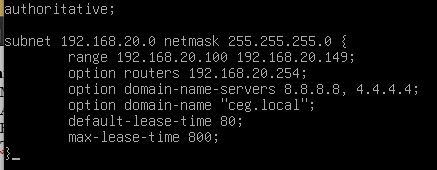 authoritative;
subnet 192.168.20.0 netmask 255.255.255.0 {
range 192.168.20.100 192.168.20.149;
option routers 192.168.20.254;
option domain-name-servers 8.8.8.8, 4.4.4.4;
option domain-name "ceg.local";
default-lease-time 80;
max-lease-time 800;
}_